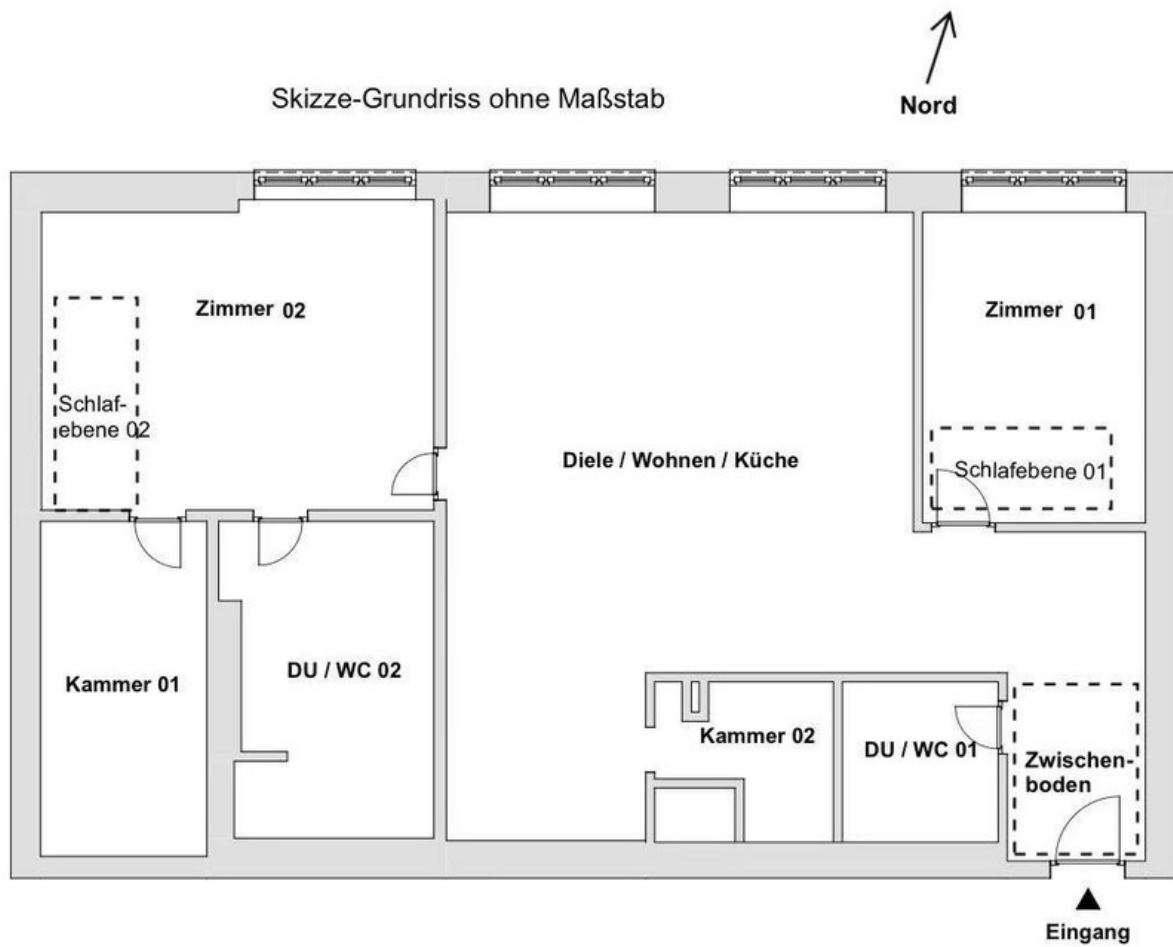 Nord
Skizze-Grundriss ohne Maßstab
Zimmer 02
Zimmer 01
Schlaf-
ebene 02
Diele / Wohnen / Küche
Schlafebene 01
Kammer 01
DU / WC 02
Kammer 02
DU / WC 01
Zwischen-
boden
Eingang